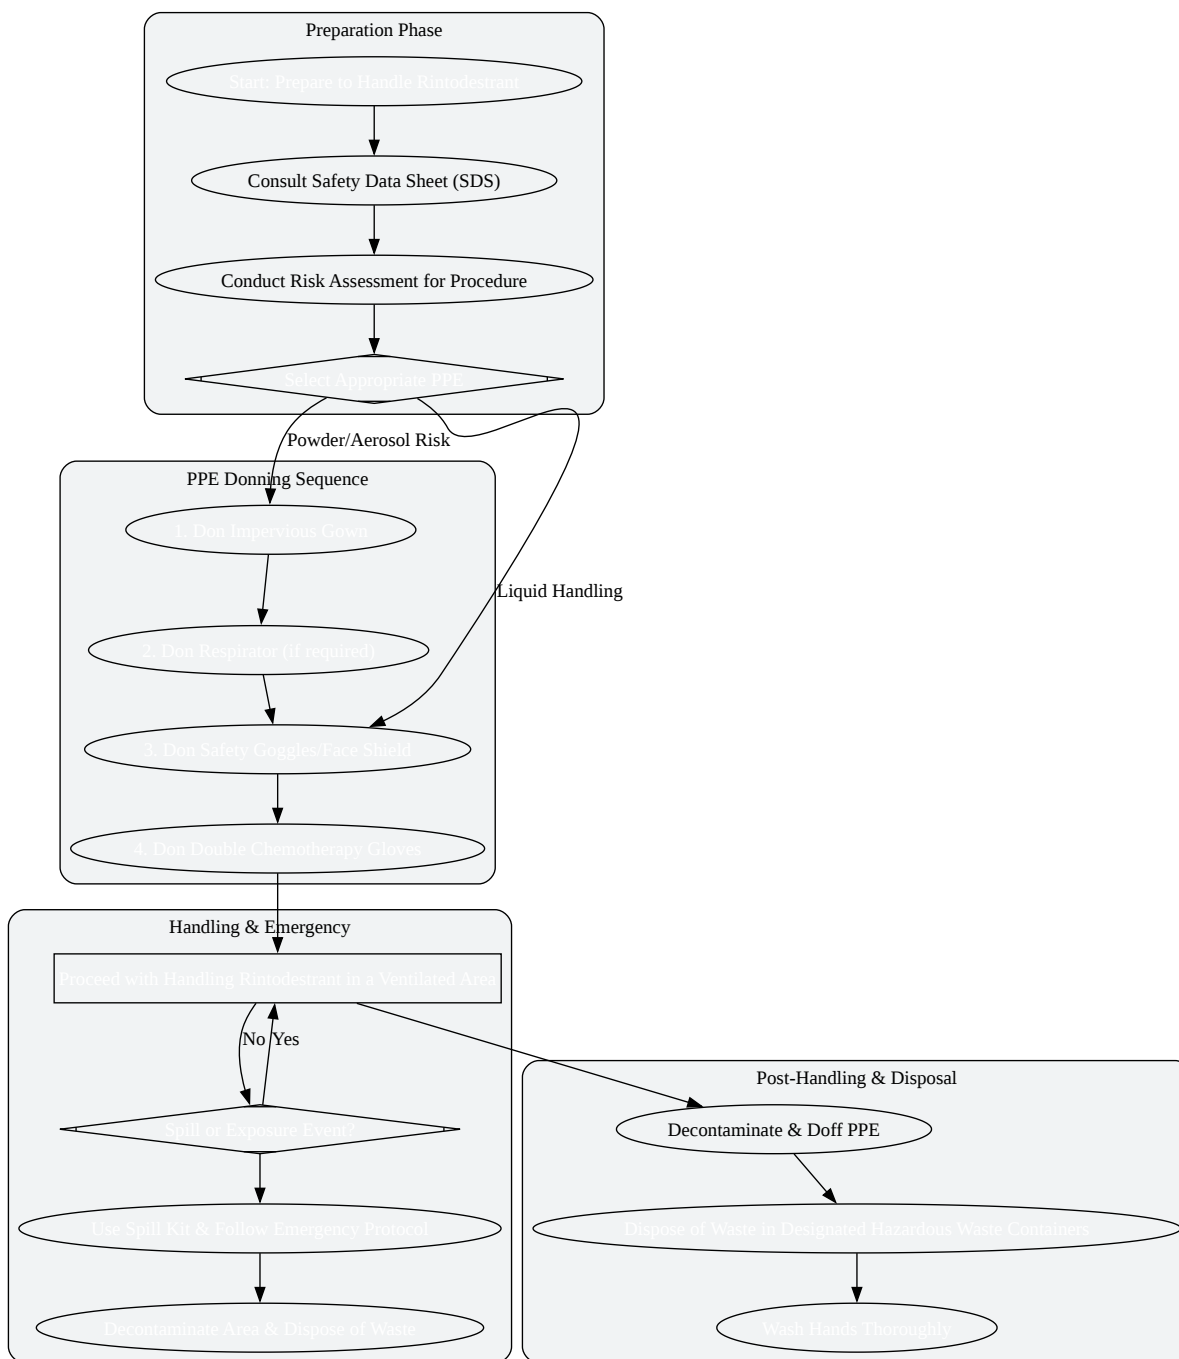 Preparation Phase
Start: Prepare to Handle Rintodestrant
Consult Safety Data Sheet (SDS)
Conduct Risk Assessment for Procedure
Select Appropriate PPE
Powder/Aerosol Risk
PPE Donning Sequence
1. Don Impervious Gown
Liquid Handling
2. Don Respirator (if required)
3. Don Safety Goggles/Face Shield
4. Don Double Chemotherapy Gloves
Handling & Emergency
Proceed with Handling Rintodestrant in a Ventilated Area
No
Yes
Spill or Exposure Event?
Use Spill Kit & Follow Emergency Protocol
Decontaminate Area & Dispose of Waste
Post-Handling & Disposal
Decontaminate & Doff PPE
Dispose of Waste in Designated Hazardous Waste Containers
Wash Hands Thoroughly